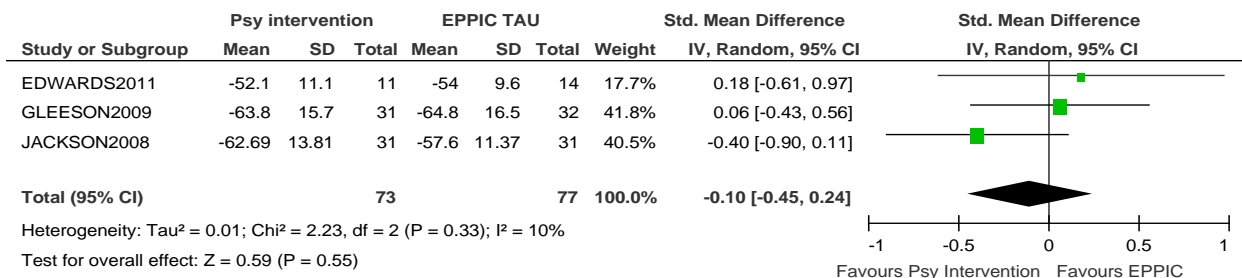 Psy intervention EPPIC TAU Std. Mean Difference Std. Mean Difference
Study or Subgroup Mean SD Total Mean SD Total Weight IV, Random, 95% CI IV, Random, 95% CI
EDWARDS2011 -52.1 11.1 11 -54 9.6 14 17.7% 0.18 [-0.61, 0.97]
GLEESON2009 -63.8 15.7 31 -64.8 16.5 32 41.8% 0.06 [-0.43, 0.56]
JACKSON2008 -62.69 13.81 31 -57.6 11.37 31 40.5% -0.40 [-0.90, 0.11]
Total (95% CI) 73 77 100.0% -0.10 [-0.45, 0.24]
Heterogeneity: Tau² = 0.01; Chi² = 2.23, df = 2 (P = 0.33); I² = 10%
Test for overall effect: Z = 0.59 (P = 0.55)
-1 -0.5 0 0.5 1
Favours Psy Intervention Favours EPPIC